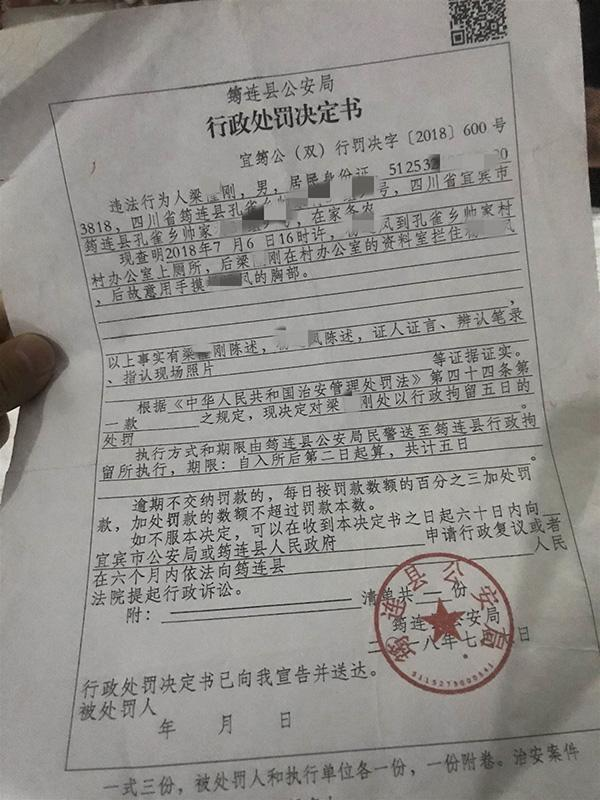 筠连县公安局
行政处罚决定书
宜筠公（双）行罚决字〔2018〕600 号
违法行为人梁 刚，男，居民身份证 51253
3818，四川省筠连县孔雀乡帅 号，四川省宜宾市
筠连县孔雀乡帅家 ，在家务农
现查明2018年7月6日16时许， 凤到孔雀乡帅家村
村办公室上厕所，后梁 刚在村办公室的资料室拦住 凤
，后故意用手摸 凤的胸部。
，
以上事实有梁 刚陈述， 凤陈述，证人证言、辨认笔录
、指认现场照片 等证据证实。
根据《中华人民共和国治安管理处罚法》第四十四条第
一款 之规定，现决定对梁 刚处以行政拘留五日的
处罚 。
执行方式和期限由筠连县公安局民警送至筠连县行政拘
留所执行，期限：自入所后第二日起算，共计五日 。
逾期不交纳罚款的，每日按罚款数额的百分之三加处罚
款，加处罚款的数额不超过罚款本数。
如不服本决定，可以在收到本决定书之日起六十日内向
宜宾市公安局或筠连县人民政府 申请行政复议或者
在六个月内依法向筠连县 人民
法院提起行政诉讼。
附： 清单共 份
筠连县公安局
二 一八年七 日
行政处罚决定书已向我宣告并送达。
被处罚人
年 月 日
一式三份，被处罚人和执行单位各一份，一份附卷。治安案件